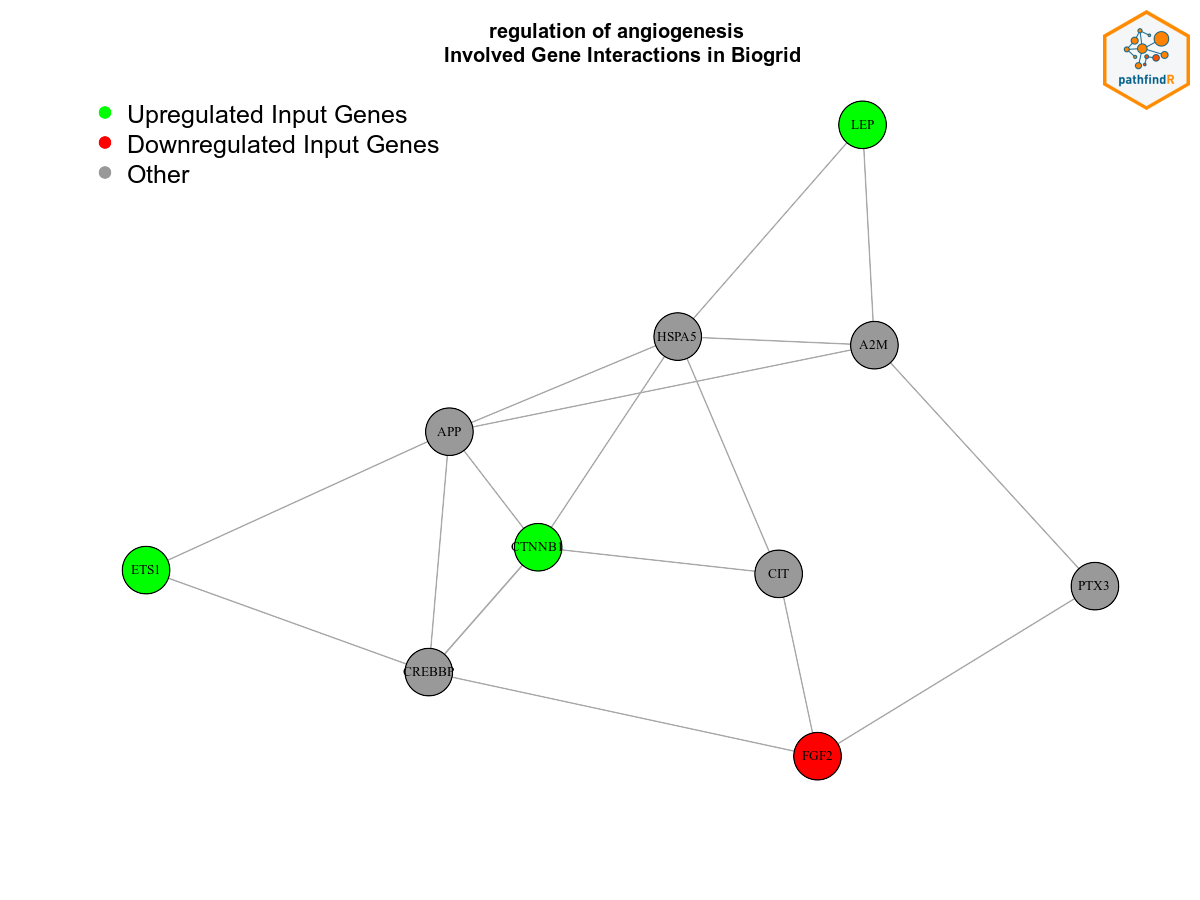 regulation of angiogenesis
Involved Gene Interactions in Biogrid
pathfindR
Upregulated Input Genes
Downregulated Input Genes
Other
LEP
HSPA5
A2M
APP
CTNNB1
ETS1
CIT
PTX3
CREBBP
FGF2